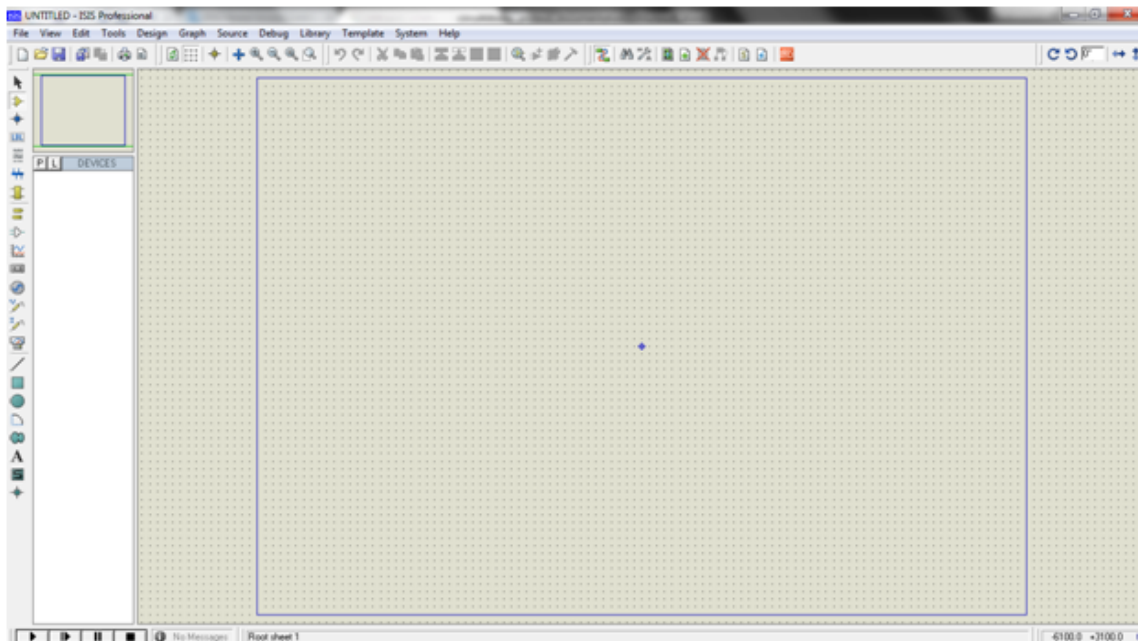 ISIS UNTITLED - ISIS Professional
File View Edit Tools Design Graph Source Debug Library Template System Help
P L DEVICES
No Messages Root sheet 1 -6100.0 +3100.0